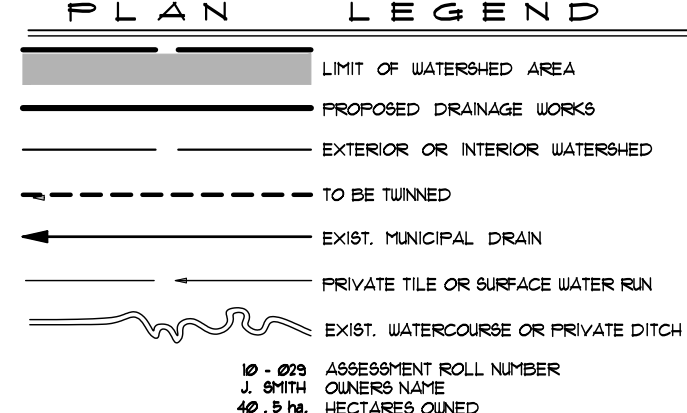 PLAN LEGEND
LIMIT OF WATERSHED AREA
PROPOSED DRAINAGE WORKS
EXTERIOR OR INTERIOR WATERSHED
TO BE TWINNED
EXIST. MUNICIPAL DRAIN
PRIVATE TILE OR SURFACE WATER RUN
EXIST. WATERCOURSE OR PRIVATE DITCH
10 - 029 ASSESSMENT ROLL NUMBER
J. SMITH OWNERS NAME
40.5 ha. HECTARES OWNED